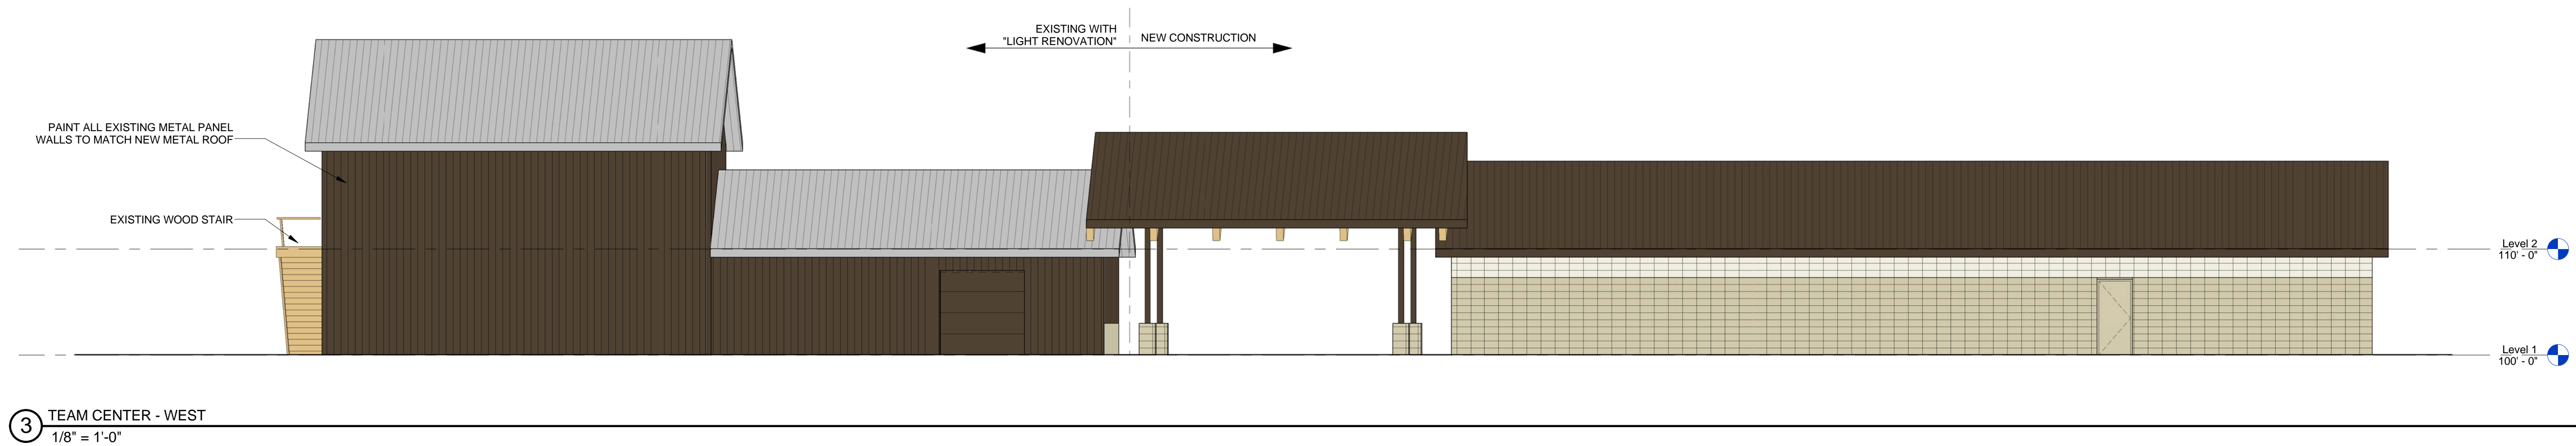 EXISTING WITH
"LIGHT RENOVATION"
NEW CONSTRUCTION
PAINT ALL EXISTING METAL PANEL
WALLS TO MATCH NEW METAL ROOF
EXISTING WOOD STAIR
Level 2
110' - 0"
Level 1
100' - 0"
3
TEAM CENTER - WEST
1/8" = 1'-0"